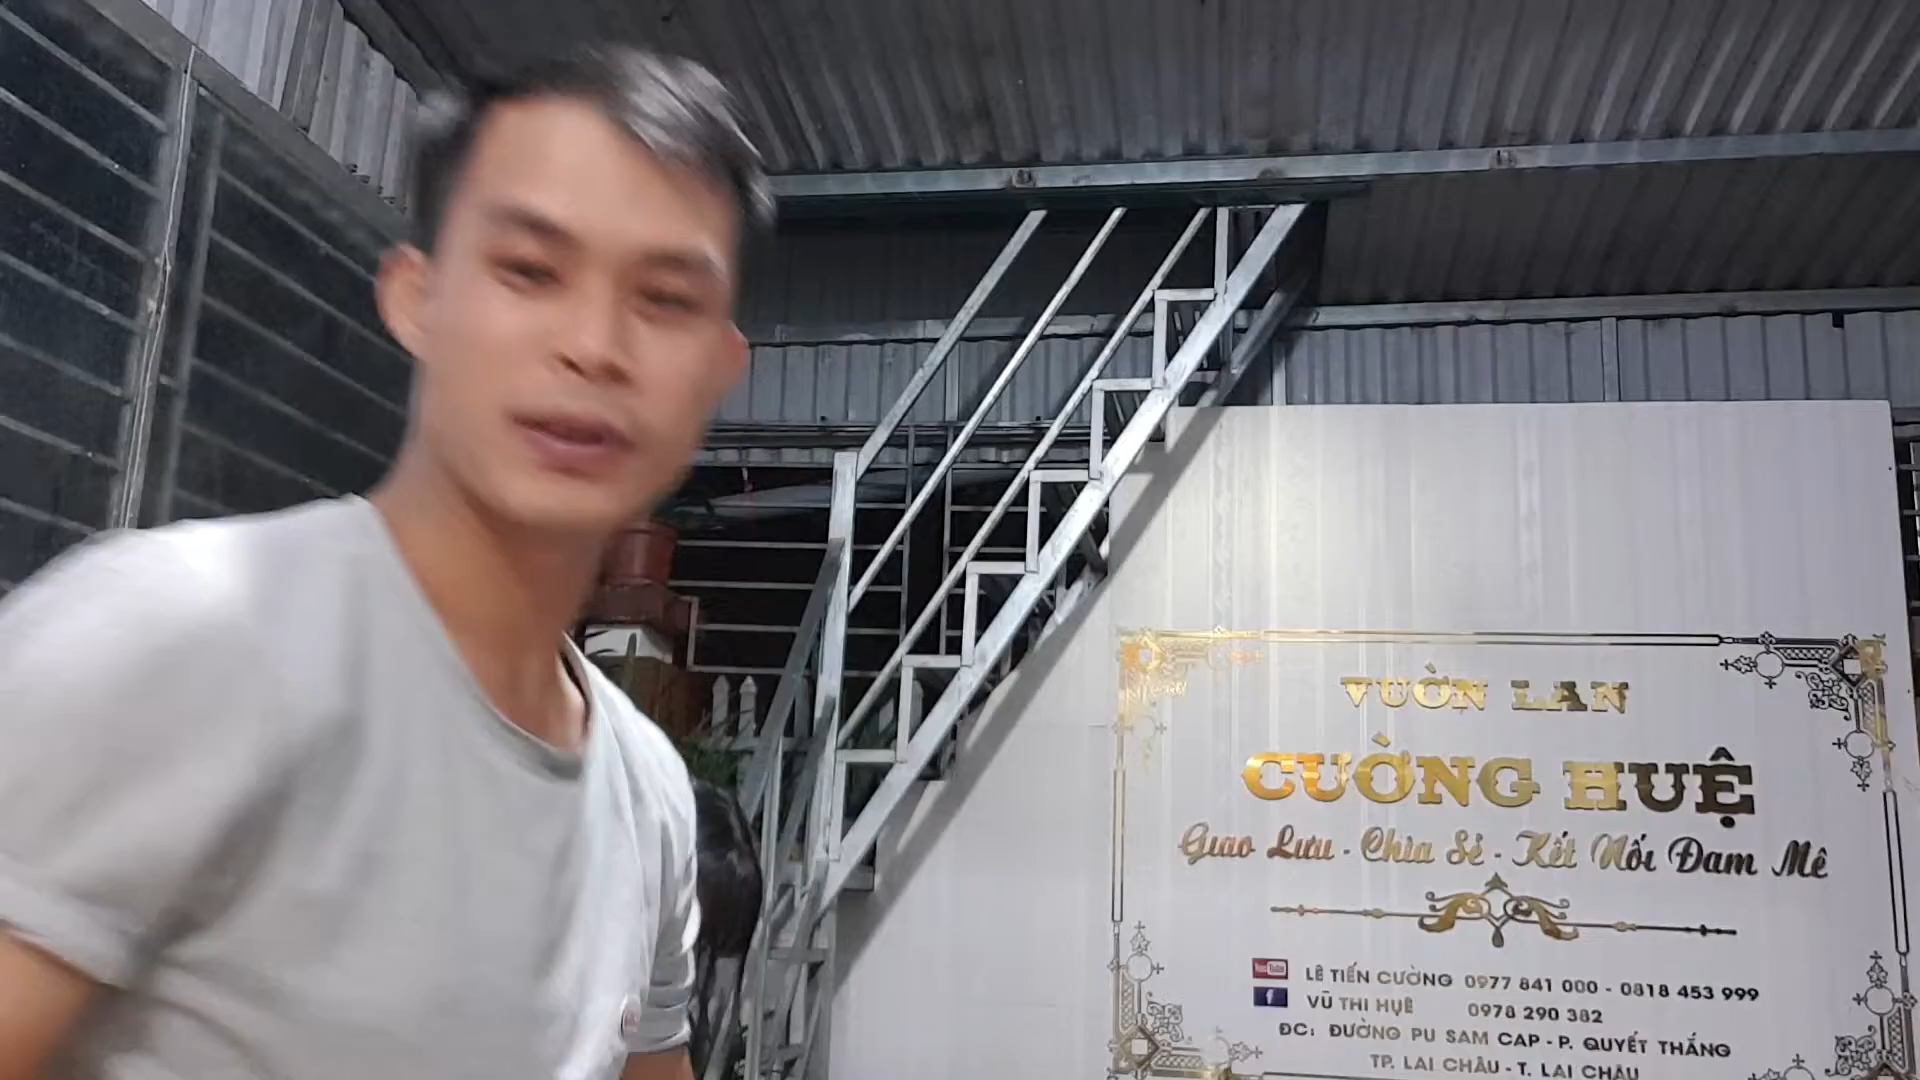 VƯỜN LAN
CƯỜNG HUỆ
Giao Lưu - Chia Sẻ - Kết Nối Đam Mê
YouTube LÊ TIẾN CƯỜNG 0977 841 000 - 0818 453 999
f VŨ THI HUỆ 0978 290 382
ĐC: ĐƯỜNG PU SAM CAP - P. QUYẾT THẮNG
TP. LAI CHÂU - T. LAI CHÂU